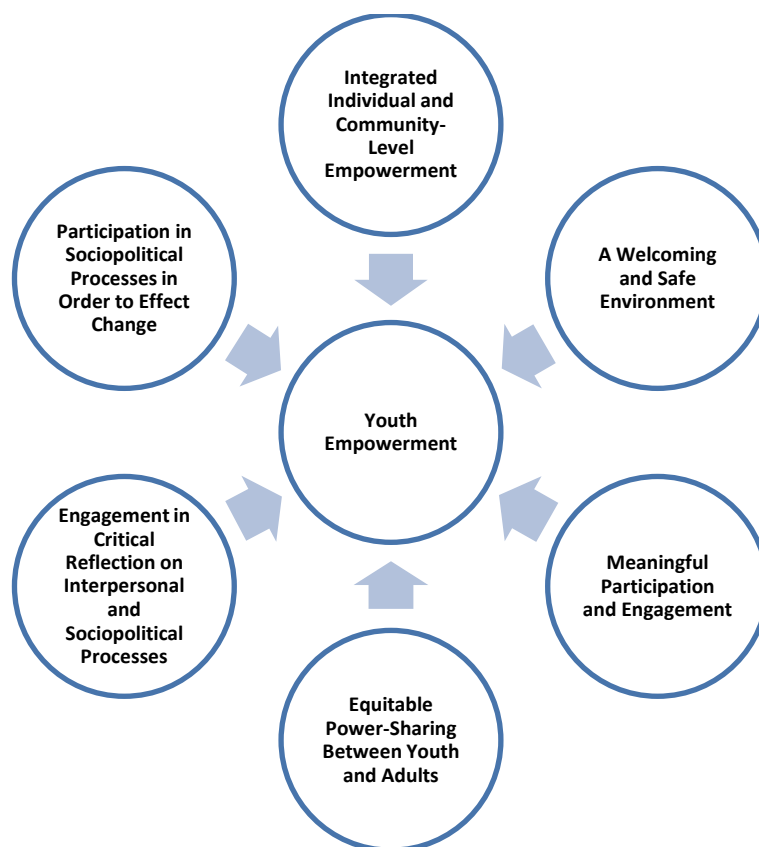 Integrated
Individual and
Community-
Level
Empowerment
Participation in
Sociopolitical
Processes in
Order to Effect
Change
A Welcoming
and Safe
Environment
Youth
Empowerment
Engagement in
Critical
Reflection on
Interpersonal
and
Sociopolitical
Processes
Meaningful
Participation
and Engagement
Equitable
Power-Sharing
Between Youth
and Adults